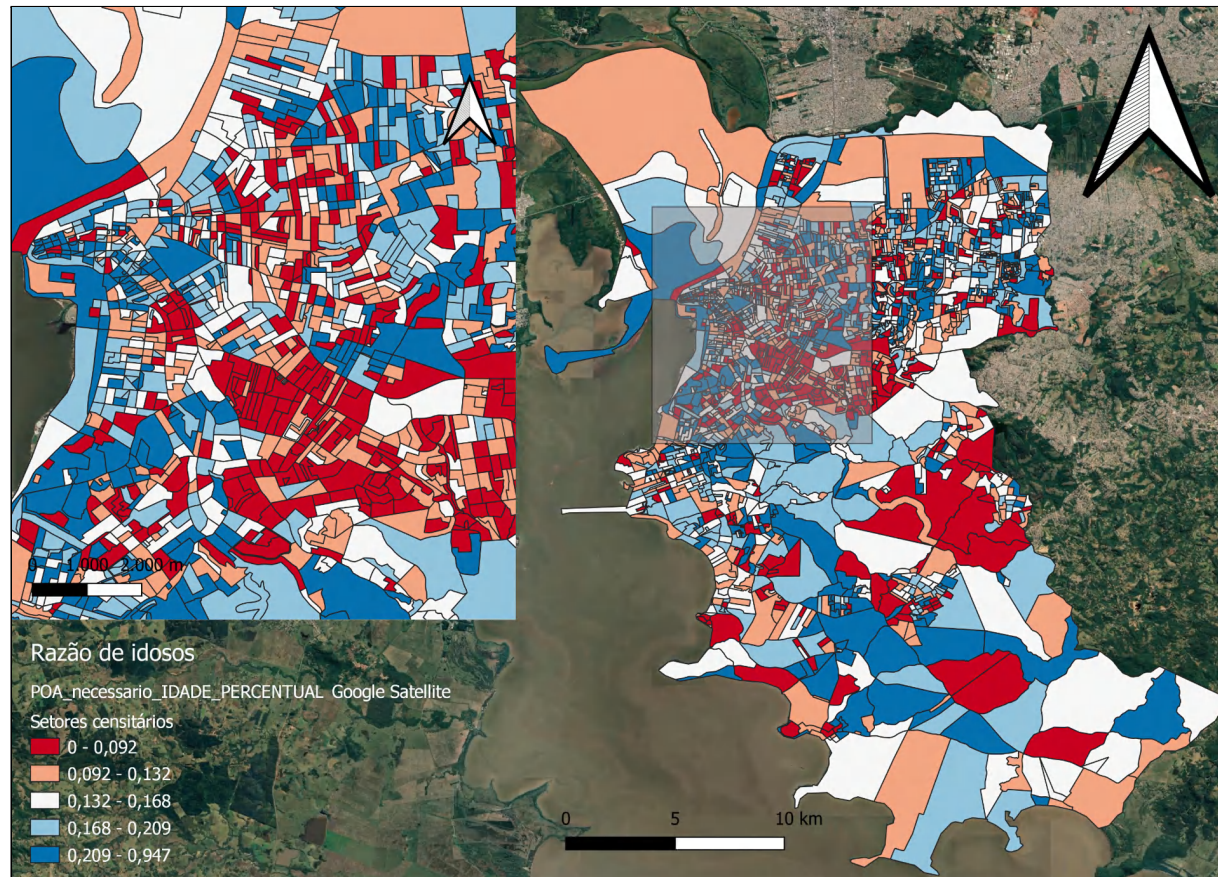 0 1.000 2.000 m
Razão de idosos
POA_necessario_IDADE_PERCENTUAL Google Satellite
Setores censitários
0 - 0,092
0,092 - 0,132
0,132 - 0,168
0,168 - 0,209
0,209 - 0,947
0 5 10 km